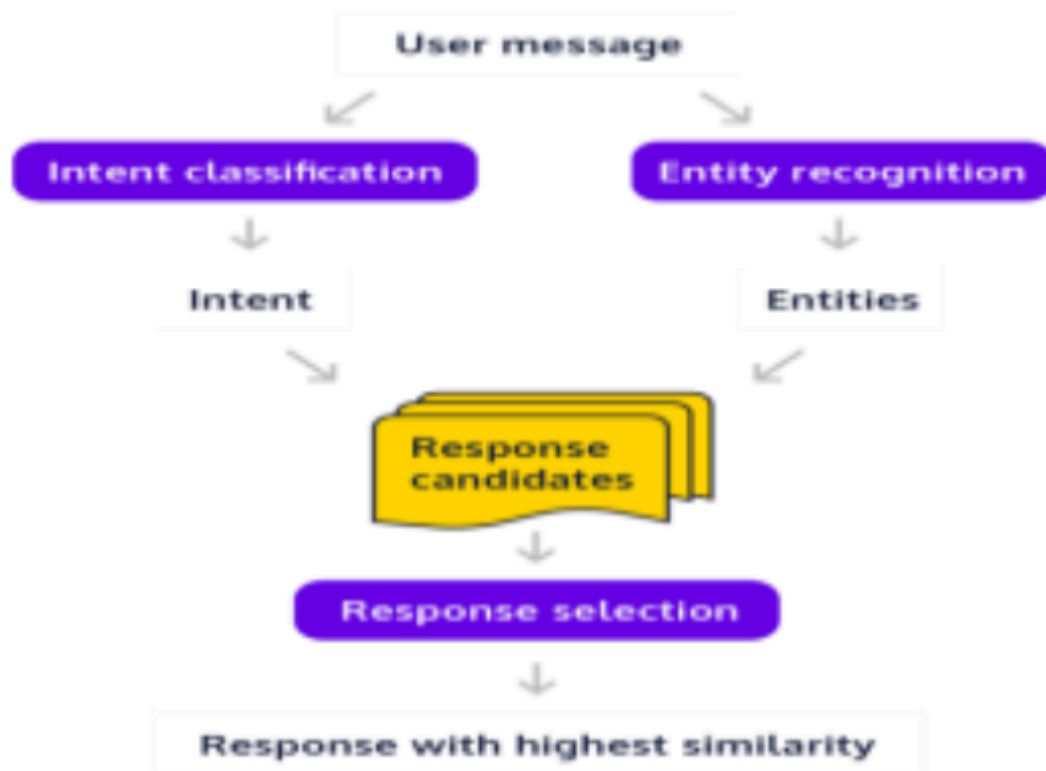 User message
Intent classification
Entity recognition
Intent
Entities
Response
candidates
Response selection
Response with highest similarity